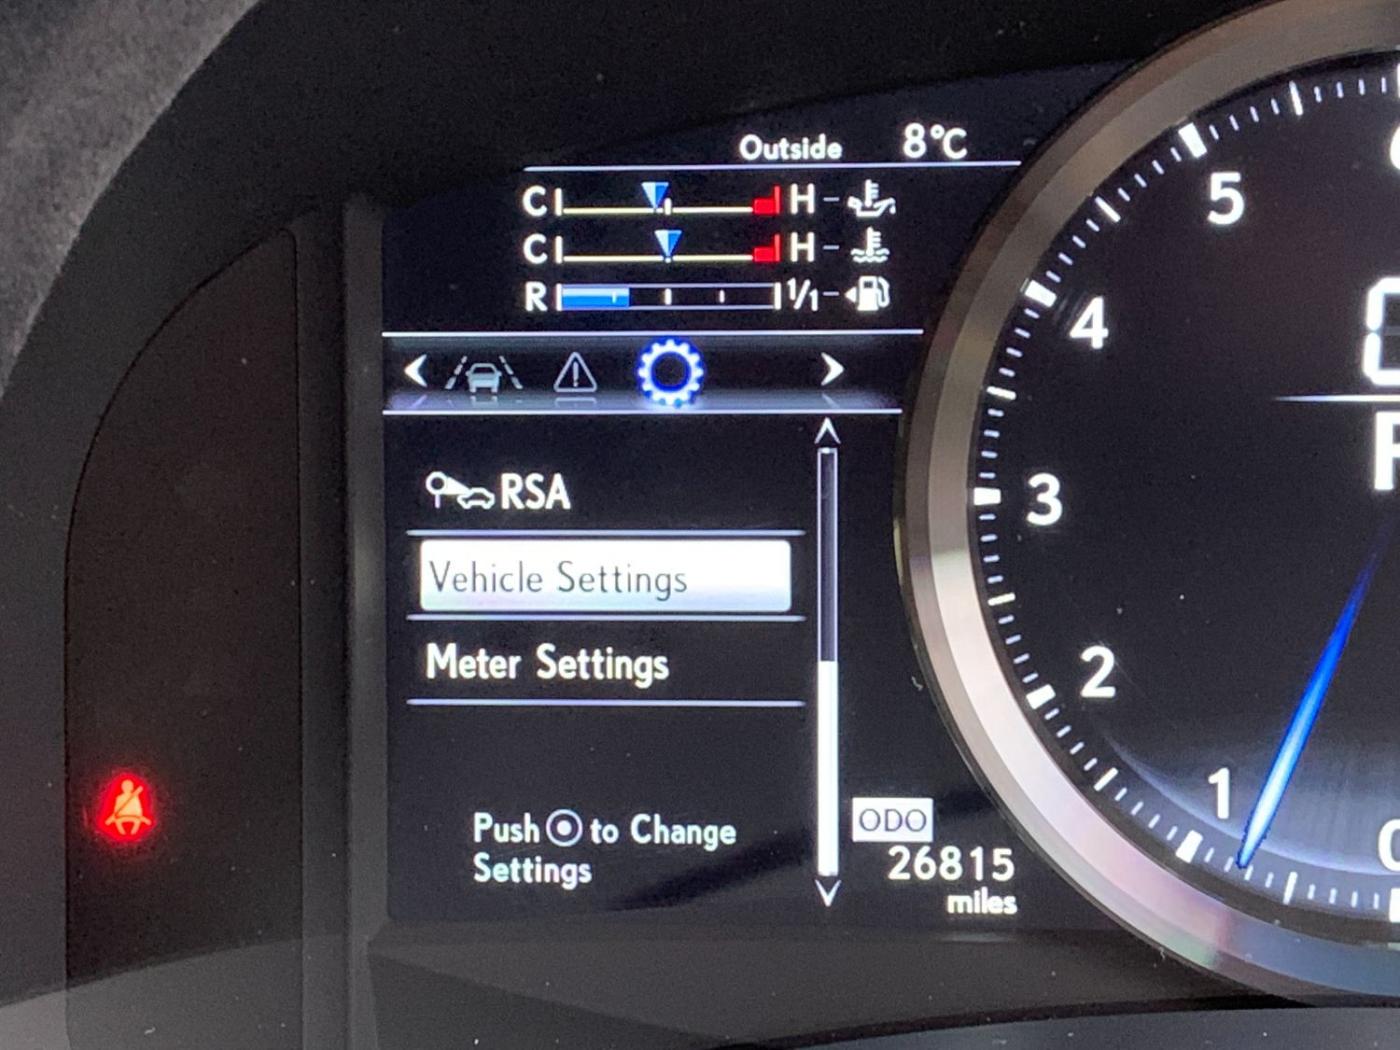 Outside 8°C
C H
C H
R 1/1
RSA
Vehicle Settings
Meter Settings
Push to Change
Settings
ODO
26815
miles
5
4
3
2
1